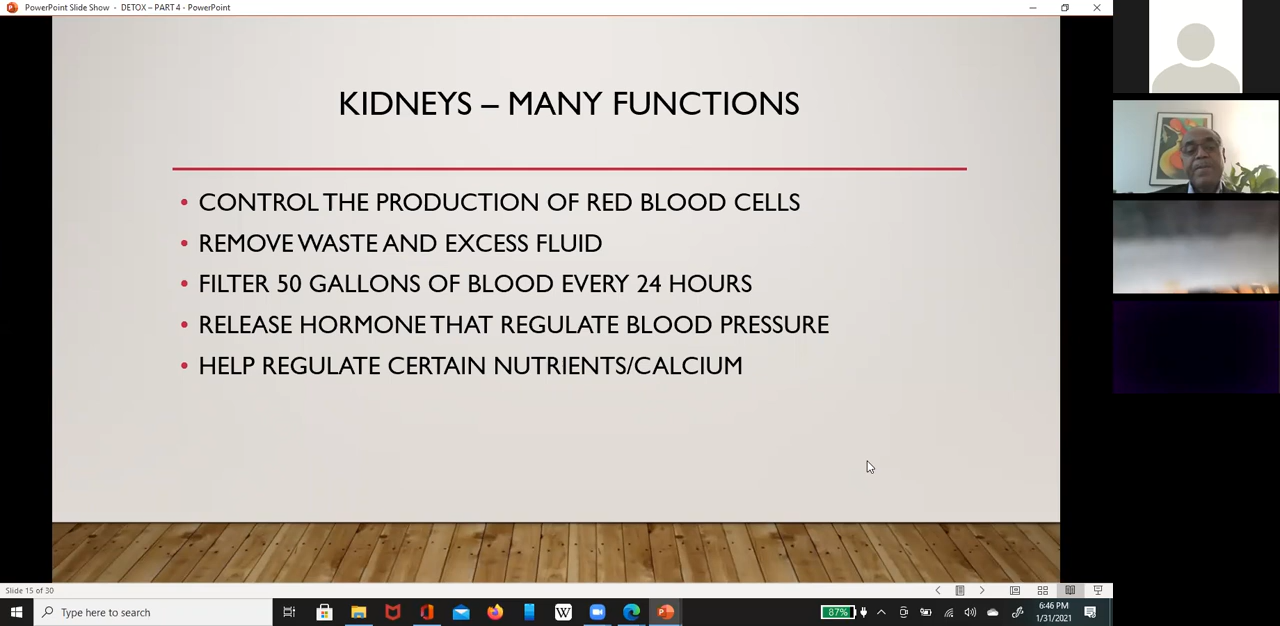 PowerPoint Slide Show - DETOX – PART 4 - PowerPoint
KIDNEYS – MANY FUNCTIONS
• CONTROL THE PRODUCTION OF RED BLOOD CELLS
• REMOVE WASTE AND EXCESS FLUID
• FILTER 50 GALLONS OF BLOOD EVERY 24 HOURS
• RELEASE HORMONE THAT REGULATE BLOOD PRESSURE
• HELP REGULATE CERTAIN NUTRIENTS/CALCIUM
Slide 15 of 30
Type here to search
W
87%
6:46 PM
1/31/2021